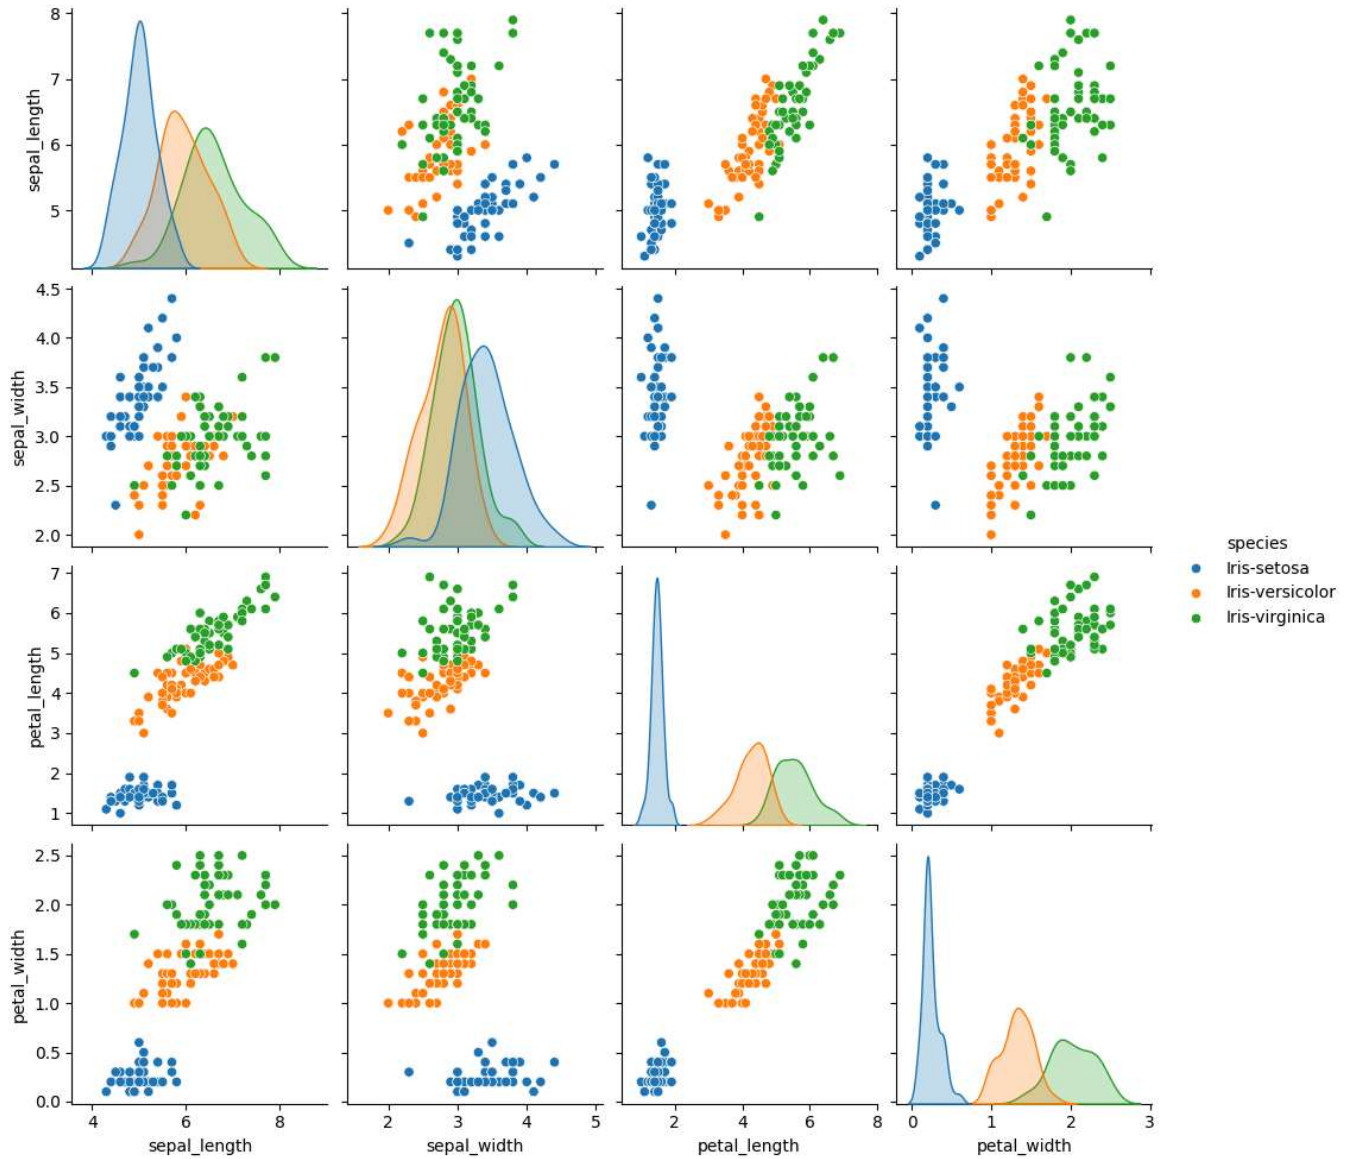 8
7
6
5
sepal_length
4.5
4.0
3.5
3.0
2.5
2.0
sepal_width
species
Iris-setosa
Iris-versicolor
Iris-virginica
7
6
5
4
3
2
1
petal_length
2.5
2.0
1.5
1.0
0.5
0.0
petal_width
4 6 8
sepal_length
2 3 4 5
sepal_width
2 4 6 8
petal_length
0 1 2 3
petal_width